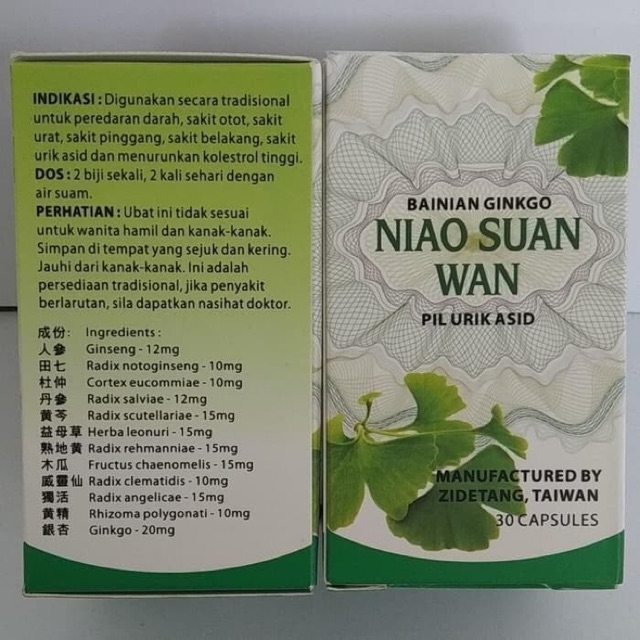 INDIKASI : Digunakan secara tradisional
untuk peredaran darah, sakit otot, sakit
urat, sakit pinggang, sakit belakang, sakit
urik asid dan menurunkan kolestrol tinggi.
DOS : 2 biji sekali, 2 kali sehari dengan
air suam.
PERHATIAN : Ubat ini tidak sesuai
untuk wanita hamil dan kanak-kanak.
Simpan di tempat yang sejuk dan kering.
Jauhi dari kanak-kanak. Ini adalah
persediaan tradisional, jika penyakit
berlarutan, sila dapatkan nasihat doktor.
成份: Ingredients :
人參 Ginseng - 12mg
田七 Radix notoginseng - 10mg
杜仲 Cortex eucommiae - 10mg
丹參 Radix salviae - 12mg
黄芩 Radix scutellariae - 15mg
益母草 Herba leonuri - 15mg
熟地黄 Radix rehmanniae - 15mg
木瓜 Fructus chaenomelis - 15mg
威靈仙 Radix clematidis - 10mg
獨活 Radix angelicae - 15mg
黄精 Rhizoma polygonati - 10mg
銀杏 Ginkgo - 20mg
BAINIAN GINKGO
NIAO SUAN
WAN
PIL URIK ASID
MANUFACTURED BY
ZIDETANG, TAIWAN
30 CAPSULES